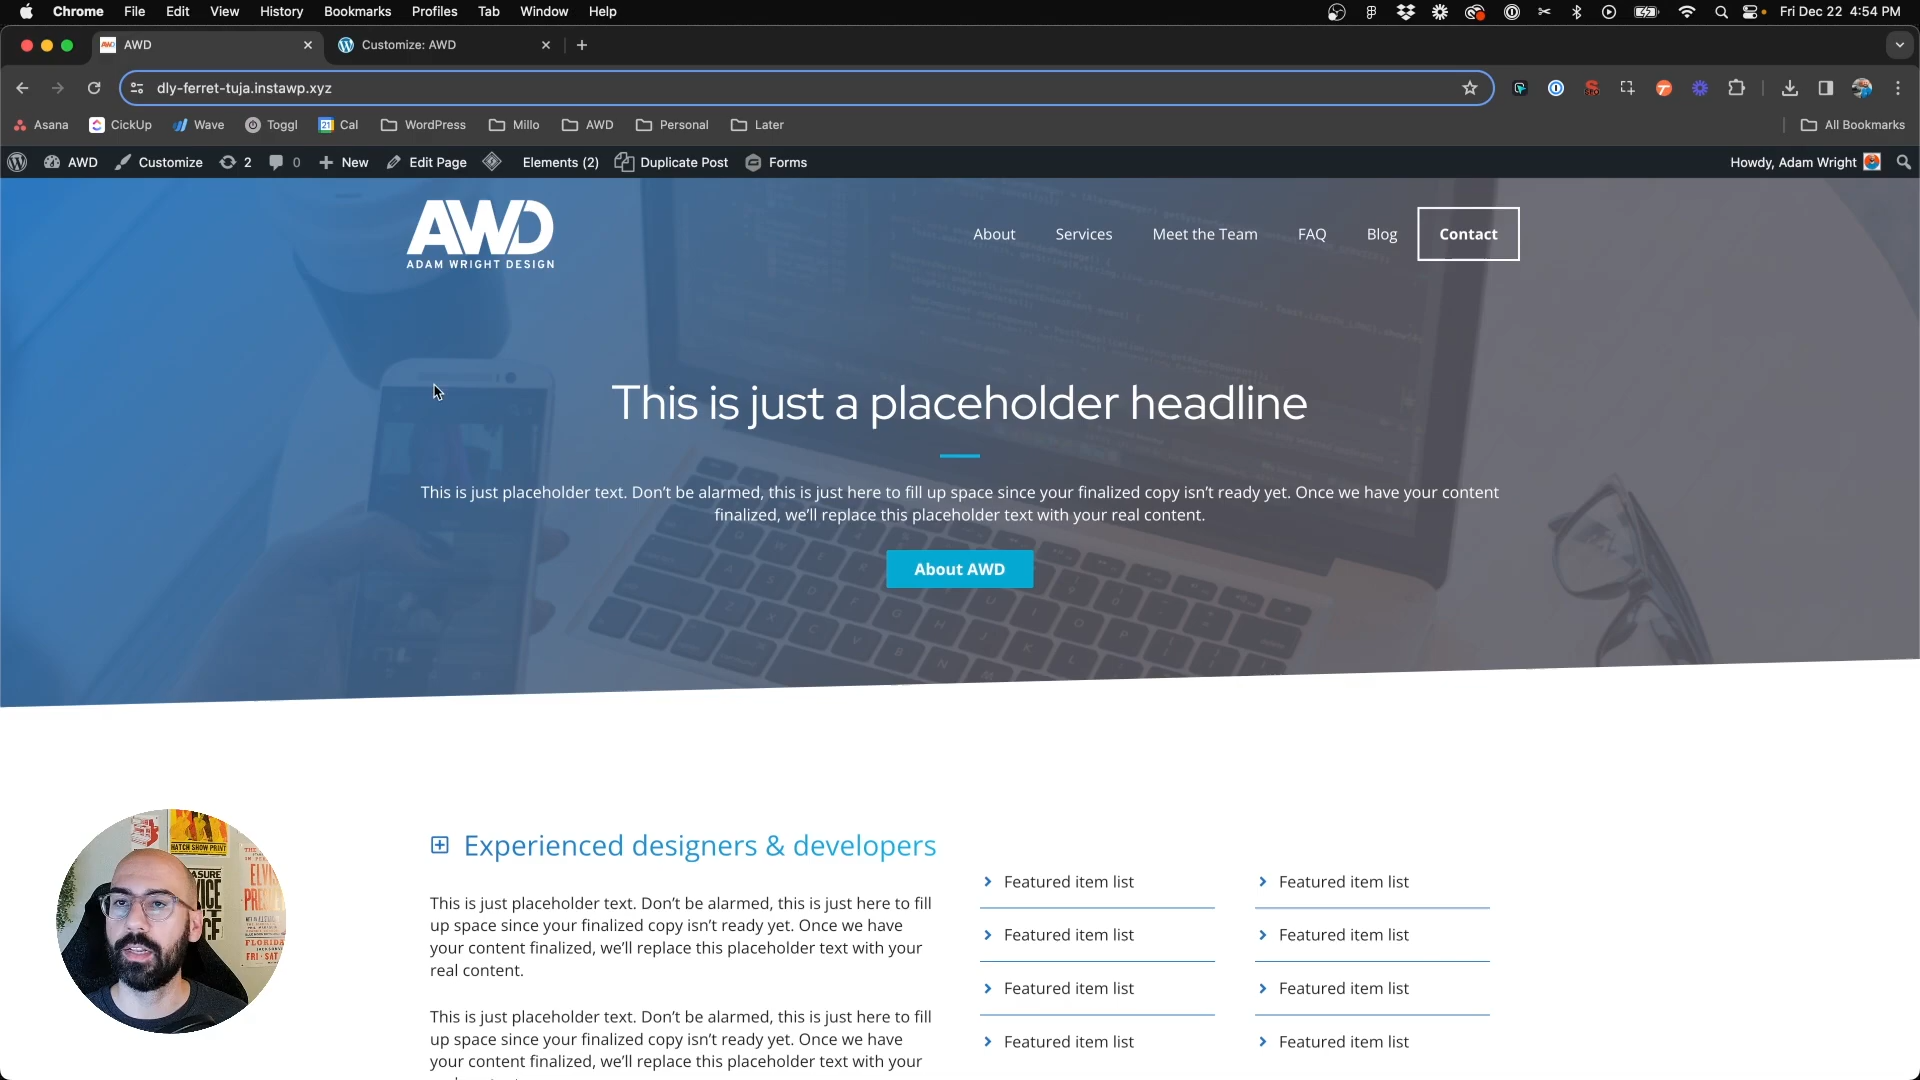 Chrome File Edit View History Bookmarks Profiles Tab Window Help Fri Dec 22 4:54 PM
AWD Customize: AWD
dly-ferret-tuja.instawp.xyz
Asana CickUp Wave Toggl 21 Cal WordPress Millo AWD Personal Later All Bookmarks
AWD Customize 2 0 New Edit Page Elements (2) Duplicate Post Forms Howdy, Adam Wright
AWD
ADAM WRIGHT DESIGN
About Services Meet the Team FAQ Blog Contact
This is just a placeholder headline
This is just placeholder text. Don’t be alarmed, this is just here to fill up space since your finalized copy isn’t ready yet. Once we have your content
finalized, we’ll replace this placeholder text with your real content.
About AWD
Experienced designers & developers
This is just placeholder text. Don’t be alarmed, this is just here to fill
up space since your finalized copy isn’t ready yet. Once we have
your content finalized, we’ll replace this placeholder text with your
real content.
This is just placeholder text. Don’t be alarmed, this is just here to fill
up space since your finalized copy isn’t ready yet. Once we have
your content finalized, we’ll replace this placeholder text with your
Featured item list
Featured item list
Featured item list
Featured item list
Featured item list
Featured item list
Featured item list
Featured item list
HATCH SHOW PRINT
FLORIDA